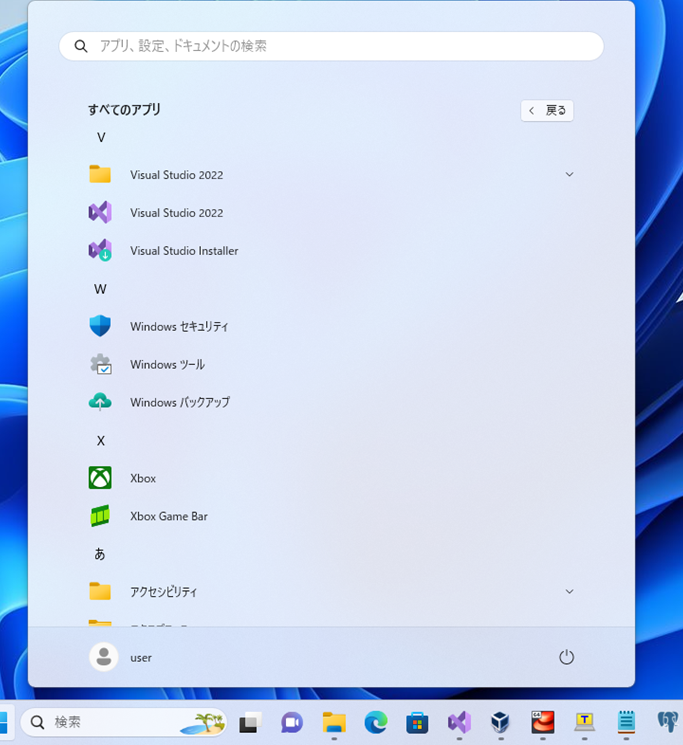 アプリ、設定、ドキュメントの検索
すべてのアプリ
戻る
V
Visual Studio 2022
Visual Studio 2022
Visual Studio Installer
W
Windows セキュリティ
Windows ツール
Windows バックアップ
X
Xbox
Xbox Game Bar
あ
アクセシビリティ
user
検索
64
T